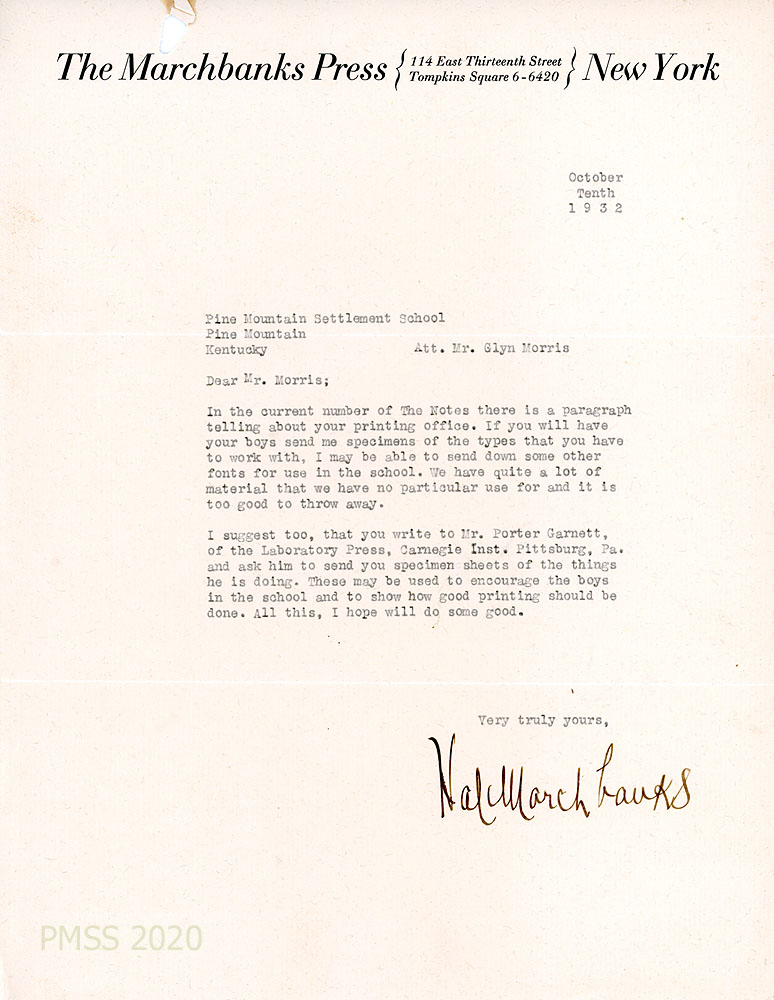 The Marchbanks Press { 114 East Thirteenth Street } New York
Tompkins Square 6-6420
October
Tenth
1 9 3 2
Pine Mountain Settlement School
Pine Mountain
Kentucky Att. Mr. Glyn Morris
Dear Mr. Morris;
In the current number of The Notes there is a paragraph
telling about your printing office. If you will have
your boys send me specimens of the types that you have
to work with, I may be able to send down some other
fonts for use in the school. We have quite a lot of
material that we have no particular use for and it is
too good to throw away.
I suggest too, that you write to Mr. Porter Garnett,
of the Laboratory Press, Carnegie Inst. Pittsburg, Pa.
and ask him to send you specimen sheets of the things
he is doing. These may be used to encourage the boys
in the school and to show how good printing should be
done. All this, I hope will do some good.
Very truly yours,
Hal Marchbanks
PMSS 2020